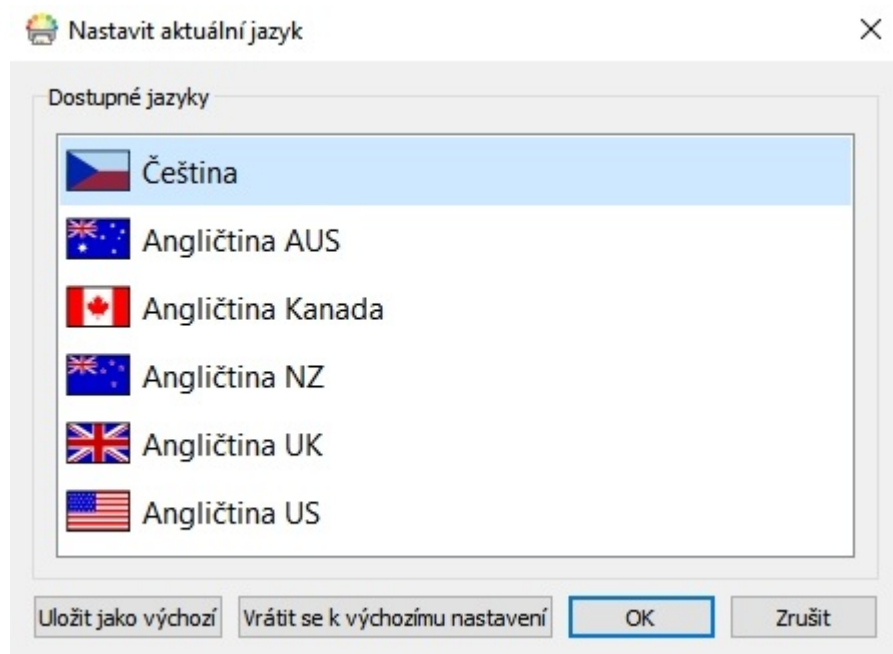 Nastavit aktuální jazyk
Dostupné jazyky
Čeština
Angličtina AUS
Angličtina Kanada
Angličtina NZ
Angličtina UK
Angličtina US
Uložit jako výchozí Vrátit se k výchozímu nastavení OK Zrušit